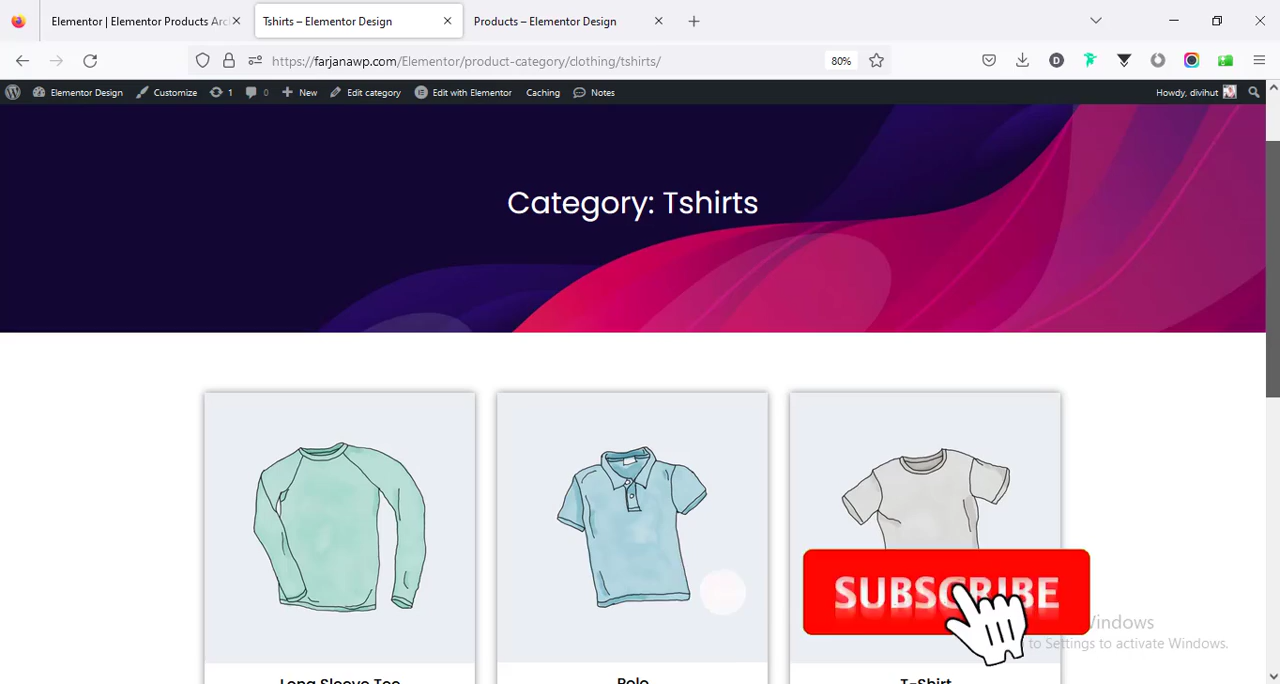 Elementor | Elementor Products Arc
Tshirts – Elementor Design
Products – Elementor Design
https://farjanawp.com/Elementor/product-category/clothing/tshirts/
80%
Elementor Design
Customize
1
0
New
Edit category
Edit with Elementor
Caching
Notes
Howdy, divihut
Category: Tshirts
SUBSCRIBE
Windows
to Settings to activate Windows.
Long Sleeve Tee
Polo
T-Shirt